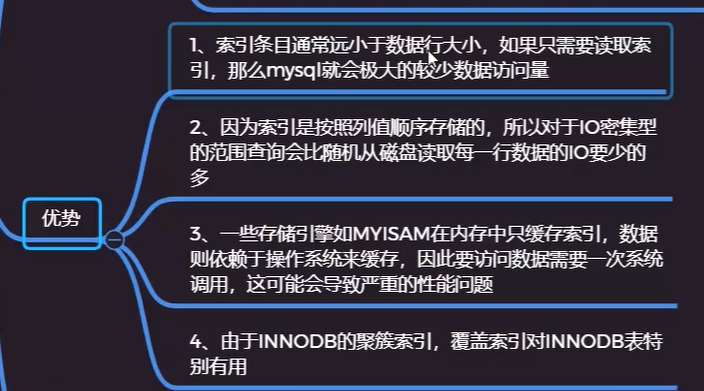 1、索引条目通常远小于数据行大小，如果只需要读取索
引，那么mysql就会极大的较少数据访问量
2、因为索引是按照列值顺序存储的，所以对于IO密集型
的范围查询会比随机从磁盘读取每一行数据的IO要少的
多
优势
3、一些存储引擎如MYISAM在内存中只缓存索引，数据
则依赖于操作系统来缓存，因此要访问数据需要一次系统
调用，这可能会导致严重的性能问题
4、由于INNODB的聚簇索引，覆盖索引对INNODB表特
别有用